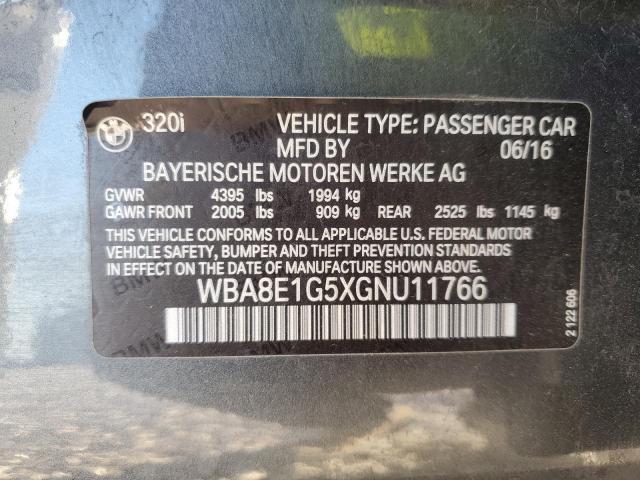 320i VEHICLE TYPE: PASSENGER CAR
MFD BY 06/16
BAYERISCHE MOTOREN WERKE AG
GVWR 4395 lbs 1994 kg
GAWR FRONT 2005 lbs 909 kg REAR 2525 lbs 1145 kg
THIS VEHICLE CONFORMS TO ALL APPLICABLE U.S. FEDERAL MOTOR
VEHICLE SAFETY, BUMPER AND THEFT PREVENTION STANDARDS
IN EFFECT ON THE DATE OF MANUFACTURE SHOWN ABOVE.
WBA8E1G5XGNU11766
2 122 606